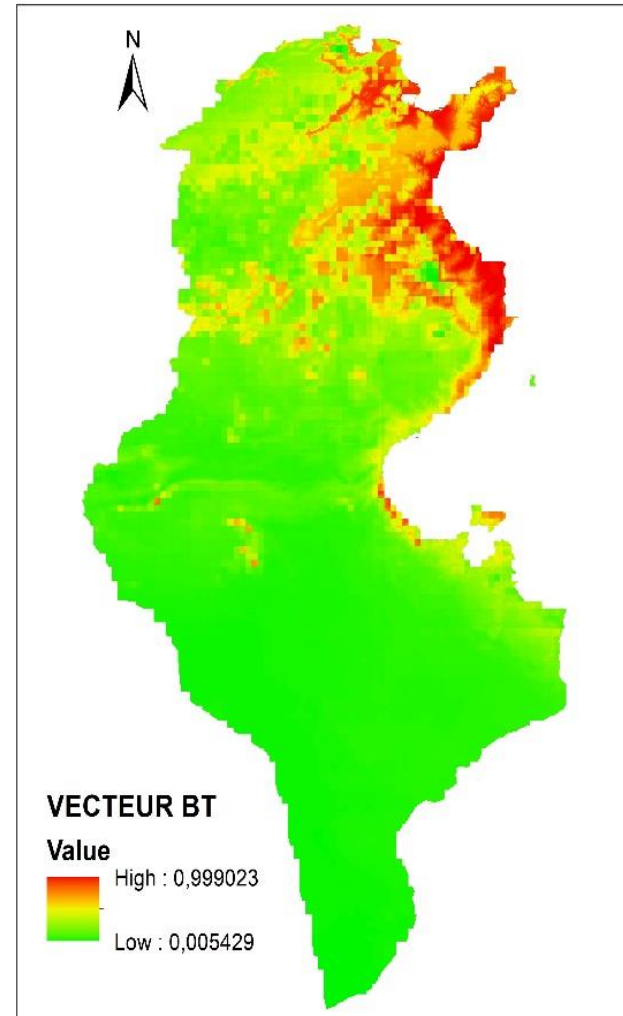 N
VECTEUR BT
Value
High : 0,999023
Low : 0,005429